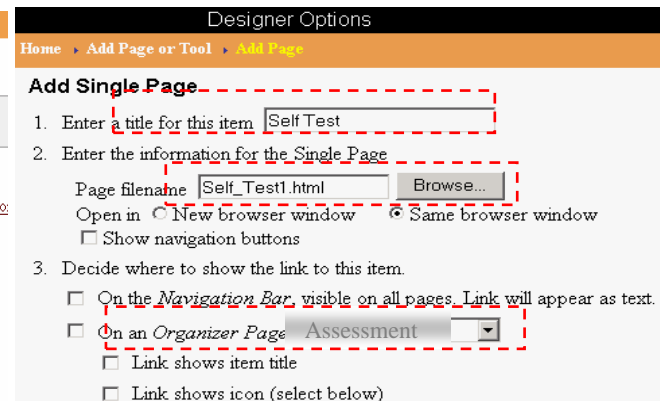 Designer Options
Home › Add Page or Tool › Add Page
Add Single Page
1. Enter a title for this item Self Test
2. Enter the information for the Single Page
Page filename Self_Test1.html Browse...
Open in New browser window Same browser window
Show navigation buttons
3. Decide where to show the link to this item.
On the Navigation Bar, visible on all pages. Link will appear as text.
On an Organizer Page Assessment
Link shows item title
Link shows icon (select below)